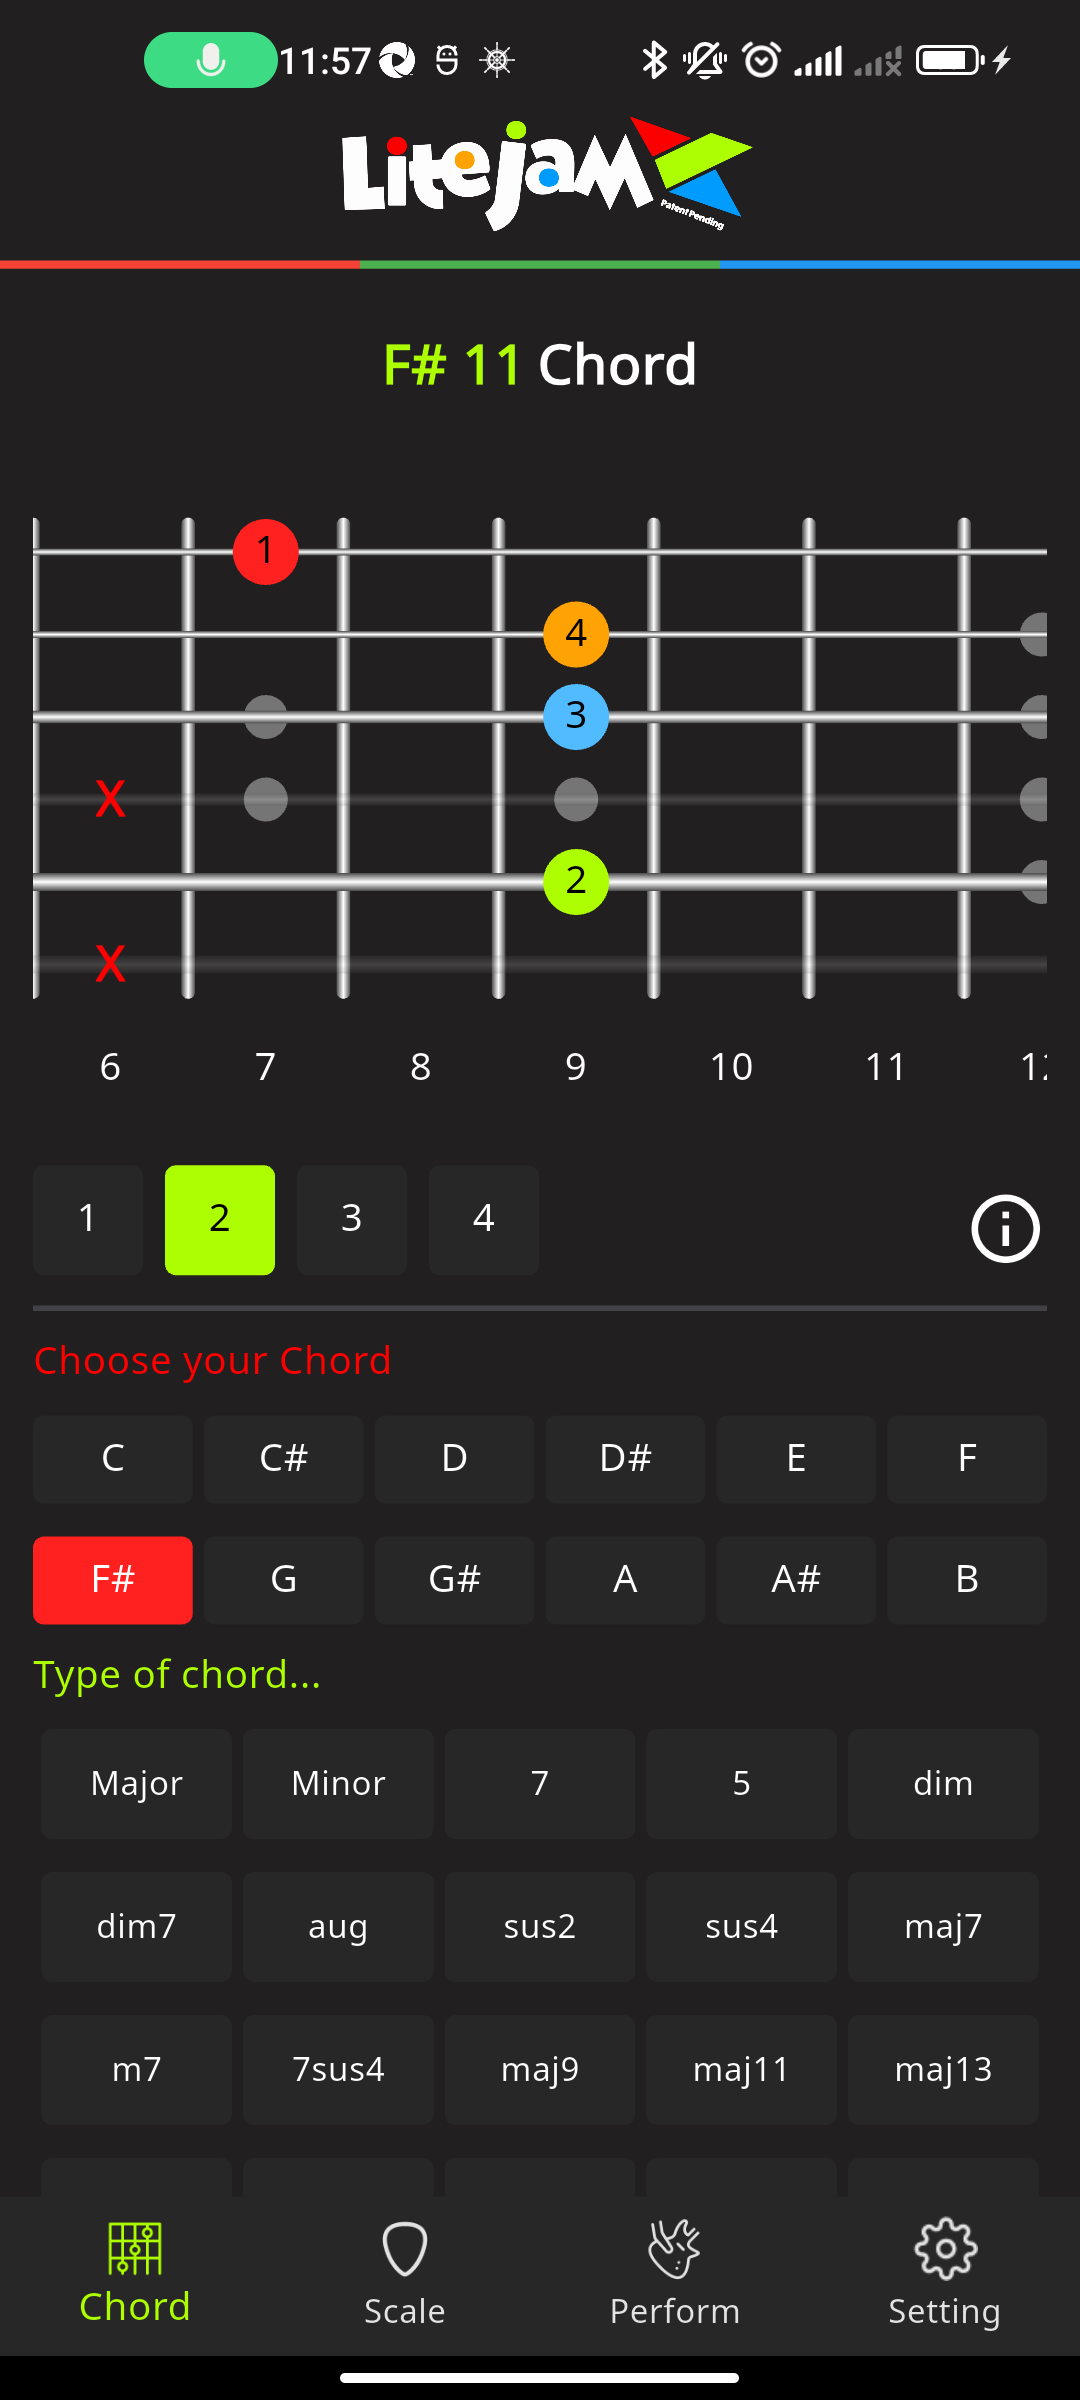 11:57
LiteJam
Patent Pending
F# 11 Chord
1
4
3
X
2
X
6 7 8 9 10 11
1 2 3 4
Choose your Chord
C C# D D# E F
F# G G# A A# B
Type of chord...
Major Minor 7 5 dim
dim7 aug sus2 sus4 maj7
m7 7sus4 maj9 maj11 maj13
Chord Scale Perform Setting